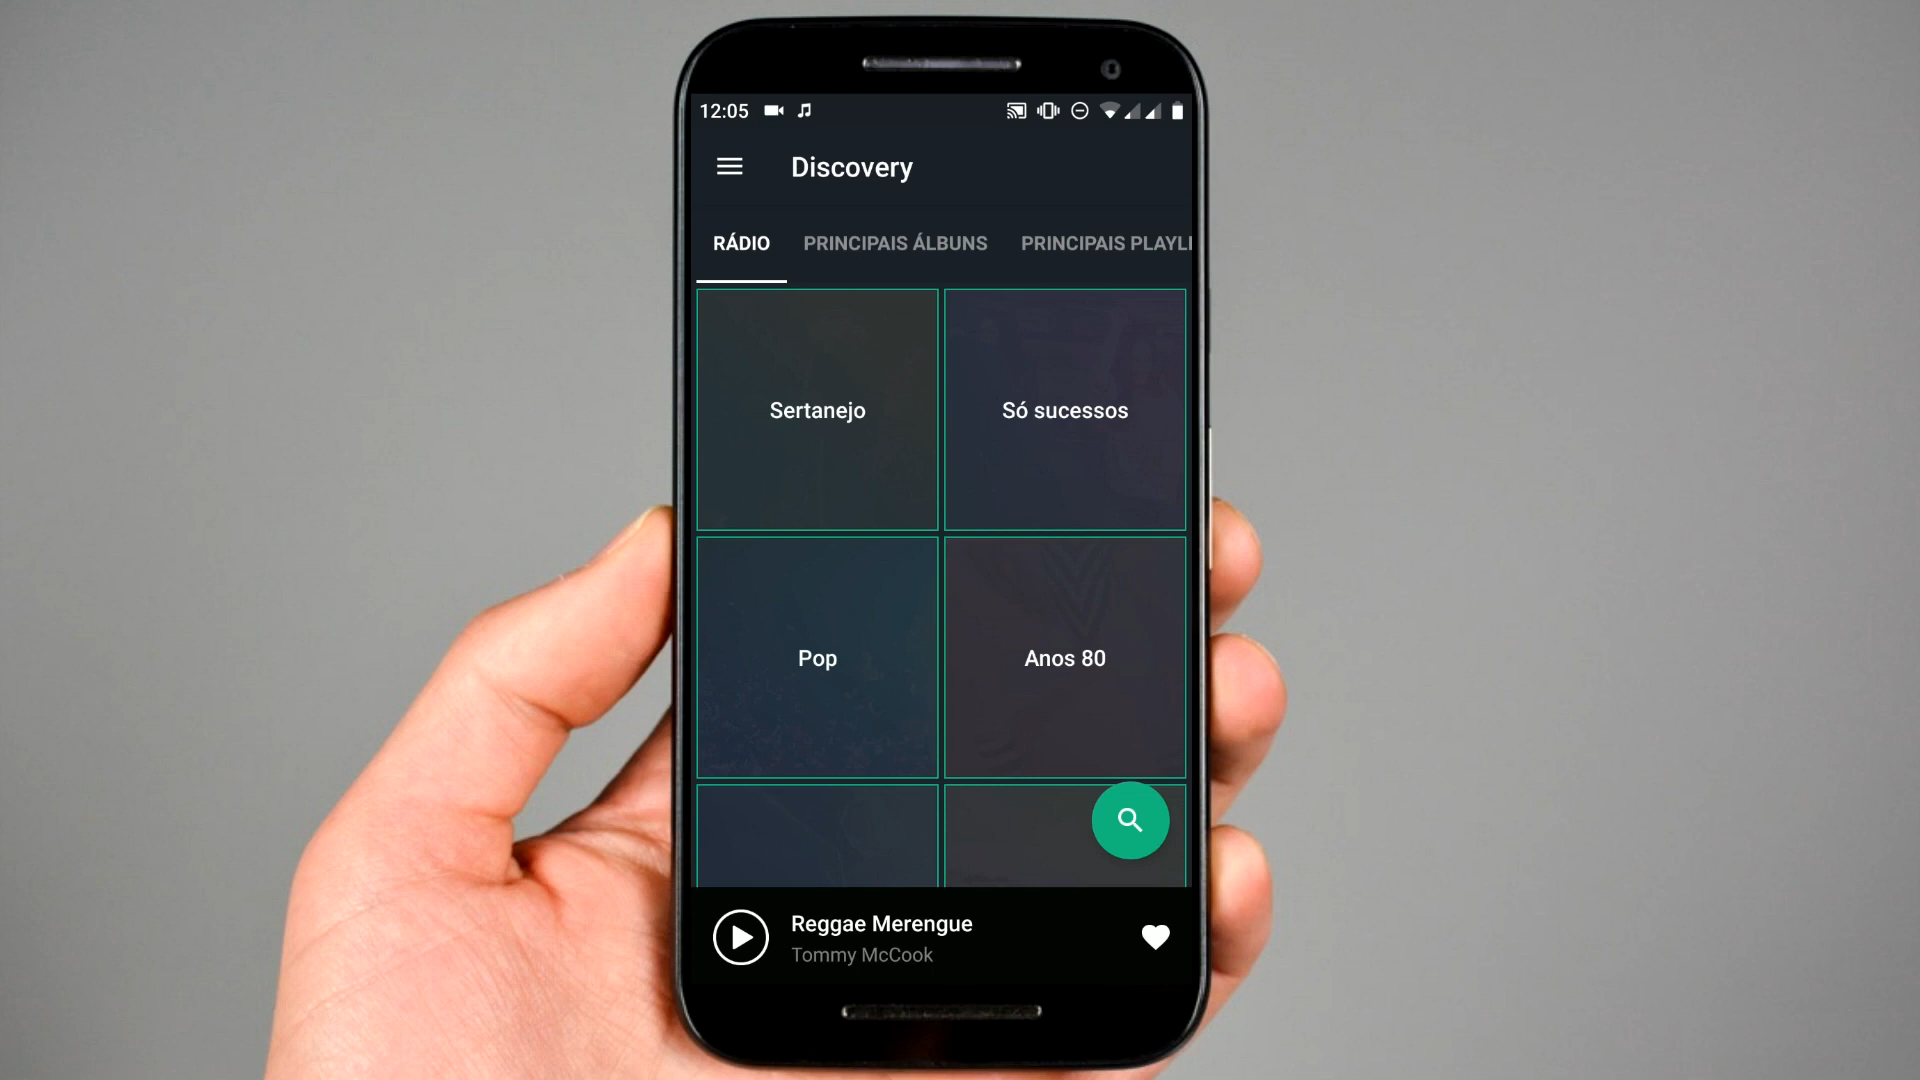 12:05
Discovery
RÁDIO PRINCIPAIS ÁLBUNS PRINCIPAIS PLAYLI
Sertanejo Só sucessos
Pop Anos 80
Reggae Merengue
Tommy McCook